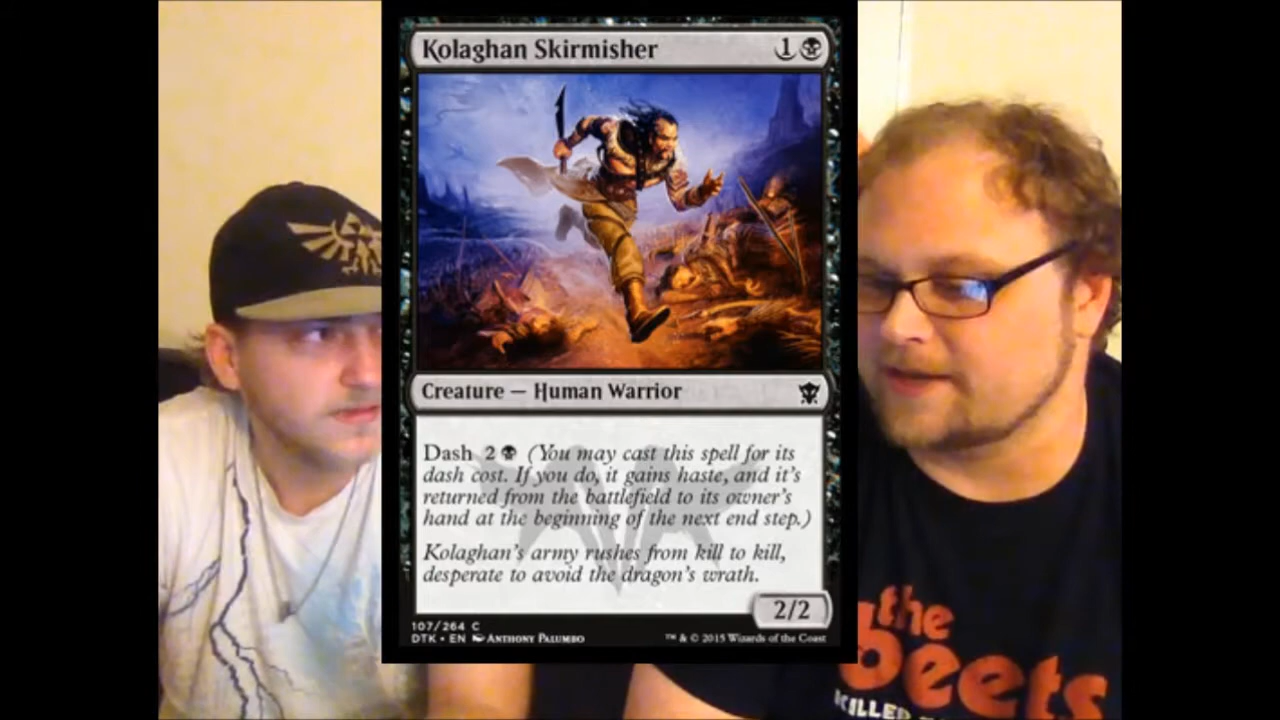 Kolaghan Skirmisher 1
Creature — Human Warrior
Dash 2 (You may cast this spell for its
dash cost. If you do, it gains haste, and it's
returned from the battlefield to its owner's
hand at the beginning of the next end step.)
Kolaghan's army rushes from kill to kill,
desperate to avoid the dragon's wrath.
2/2
107/264 C
DTK • EN Anthony Palumbo
™ & © 2015 Wizards of the Coast
the
beets
KILLED